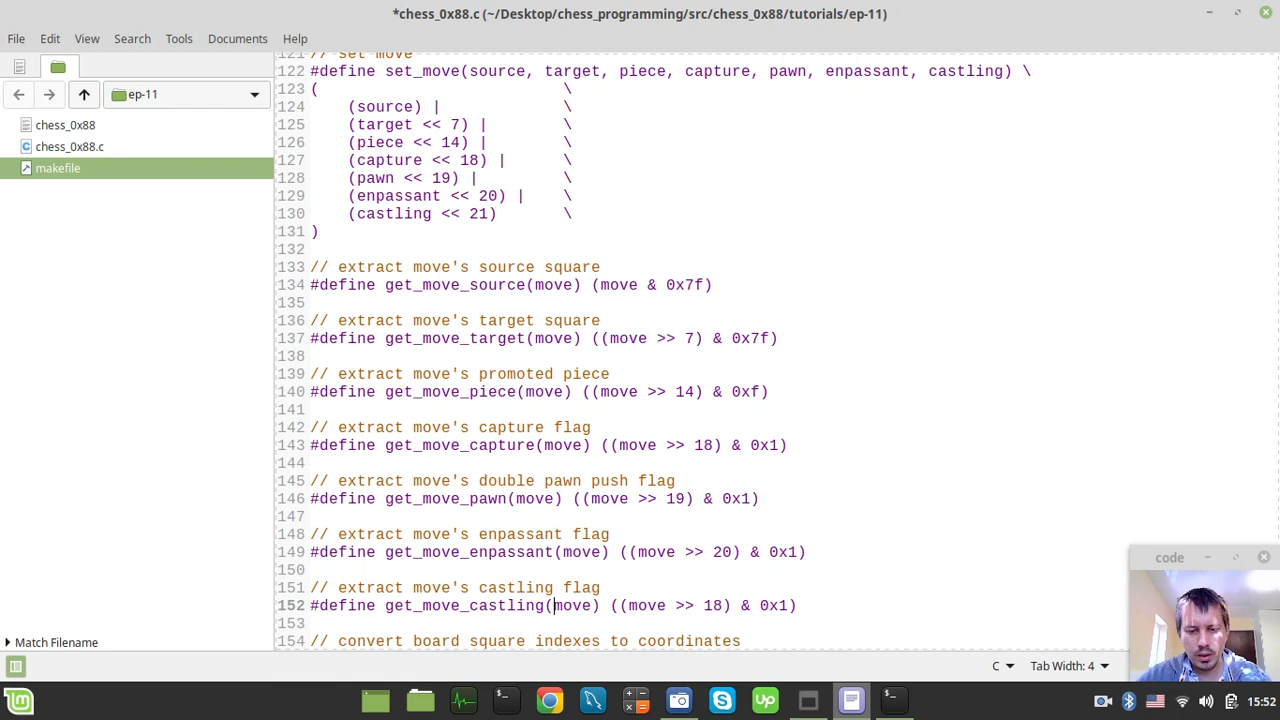 *chess_0x88.c (~/Desktop/chess_programming/src/chess_0x88/tutorials/ep-11)
File Edit View Search Tools Documents Help
ep-11
chess_0x88
chess_0x88.c
makefile
Match Filename
121 // set move
122 #define set_move(source, target, piece, capture, pawn, enpassant, castling) \
123 ( \
124 (source) | \
125 (target << 7) | \
126 (piece << 14) | \
127 (capture << 18) | \
128 (pawn << 19) | \
129 (enpassant << 20) | \
130 (castling << 21) \
131 )
132
133 // extract move's source square
134 #define get_move_source(move) (move & 0x7f)
135
136 // extract move's target square
137 #define get_move_target(move) ((move >> 7) & 0x7f)
138
139 // extract move's promoted piece
140 #define get_move_piece(move) ((move >> 14) & 0xf)
141
142 // extract move's capture flag
143 #define get_move_capture(move) ((move >> 18) & 0x1)
144
145 // extract move's double pawn push flag
146 #define get_move_pawn(move) ((move >> 19) & 0x1)
147
148 // extract move's enpassant flag
149 #define get_move_enpassant(move) ((move >> 20) & 0x1)
150
151 // extract move's castling flag
152 #define get_move_castling(move) ((move >> 18) & 0x1)
153
154 // convert board square indexes to coordinates
code
C Tab Width: 4
15:52